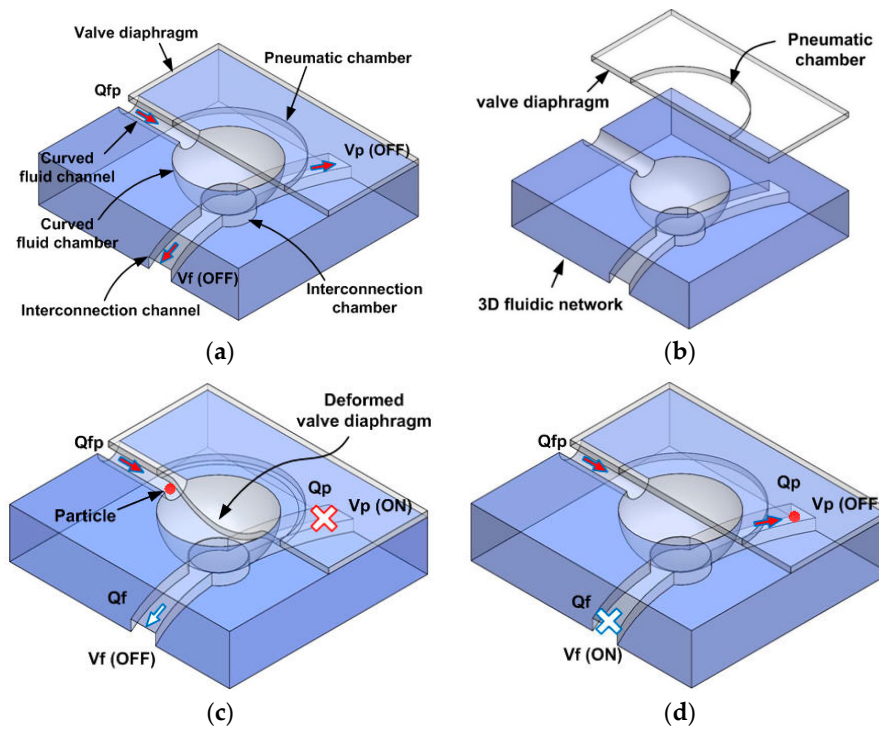 Valve diaphragm
Pneumatic chamber
Qfp
Vp (OFF)
Curved
fluid channel
Curved
fluid chamber
Vf (OFF)
Interconnection channel
Interconnection
chamber
(a)
Pneumatic
chamber
valve diaphragm
3D fluidic network
(b)
Deformed
valve diaphragm
Qfp
Qp
Vp (ON)
Particle
Qf
Vf (OFF)
(c)
Qfp
Qp
Vp (OFF)
Qf
Vf (ON)
(d)